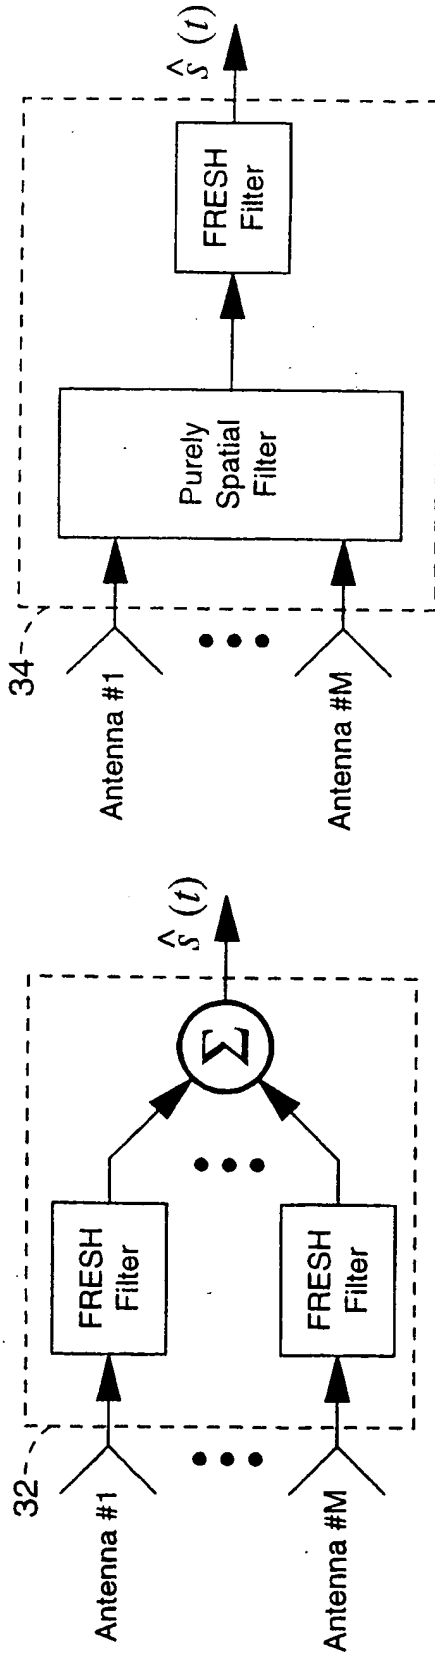 32
Antenna #1
Antenna #M
FRESH
Filter
FRESH
Filter
Σ
ŝ (t)
34
Antenna #1
Antenna #M
Purely
Spatial
Filter
FRESH
Filter
ŝ (t)